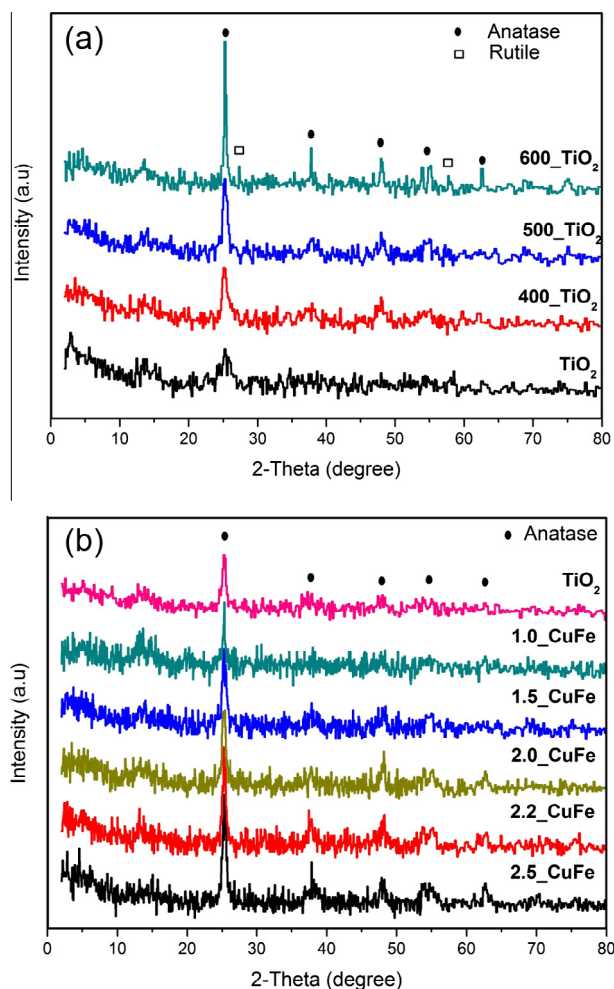 (a)
● Anatase
□ Rutile
600_TiO₂
500_TiO₂
400_TiO₂
TiO₂
Intensity (a.u)
0 10 20 30 40 50 60 70 80
2-Theta (degree)
(b)
● Anatase
TiO₂
1.0_CuFe
1.5_CuFe
2.0_CuFe
2.2_CuFe
2.5_CuFe
Intensity (a.u)
0 10 20 30 40 50 60 70 80
2-Theta (degree)